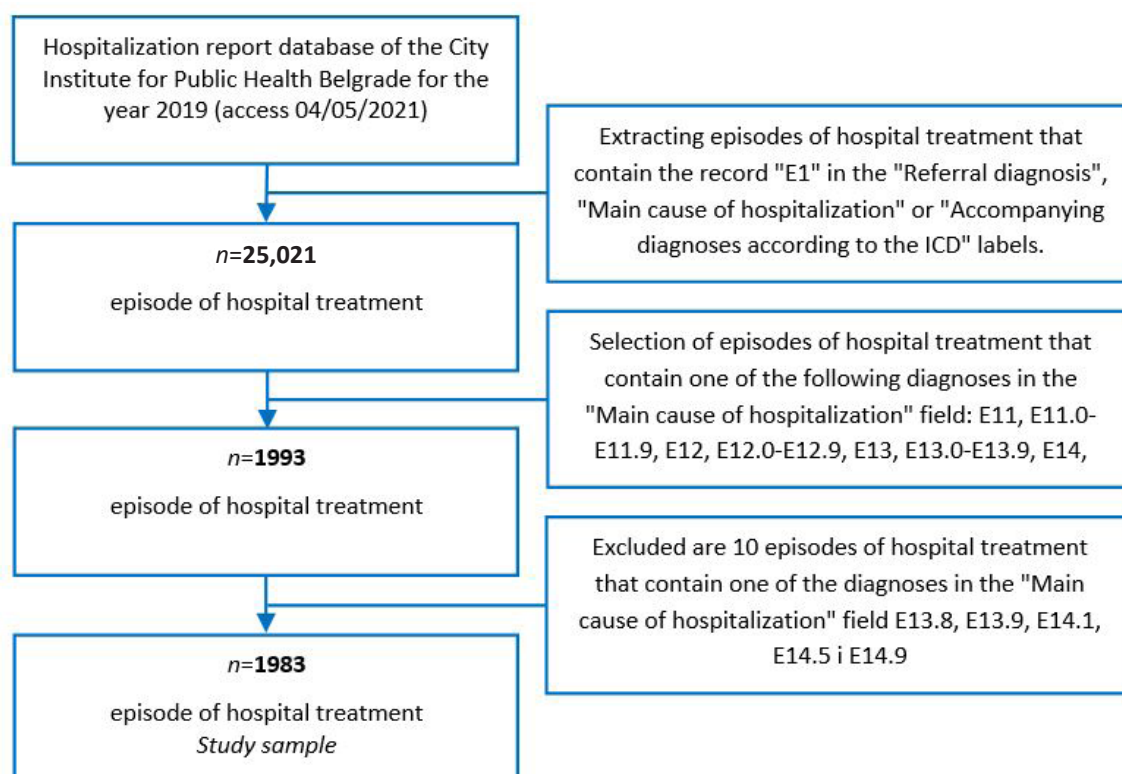 Hospitalization report database of the City
Institute for Public Health Belgrade for the
year 2019 (access 04/05/2021)
Extracting episodes of hospital treatment that
contain the record "E1" in the "Referral diagnosis",
"Main cause of hospitalization" or "Accompanying
diagnoses according to the ICD" labels.
n=25,021
episode of hospital treatment
Selection of episodes of hospital treatment that
contain one of the following diagnoses in the
"Main cause of hospitalization" field: E11, E11.0-
E11.9, E12, E12.0-E12.9, E13, E13.0-E13.9, E14,
n=1993
episode of hospital treatment
Excluded are 10 episodes of hospital treatment
that contain one of the diagnoses in the "Main
cause of hospitalization" field E13.8, E13.9, E14.1,
E14.5 i E14.9
n=1983
episode of hospital treatment
Study sample